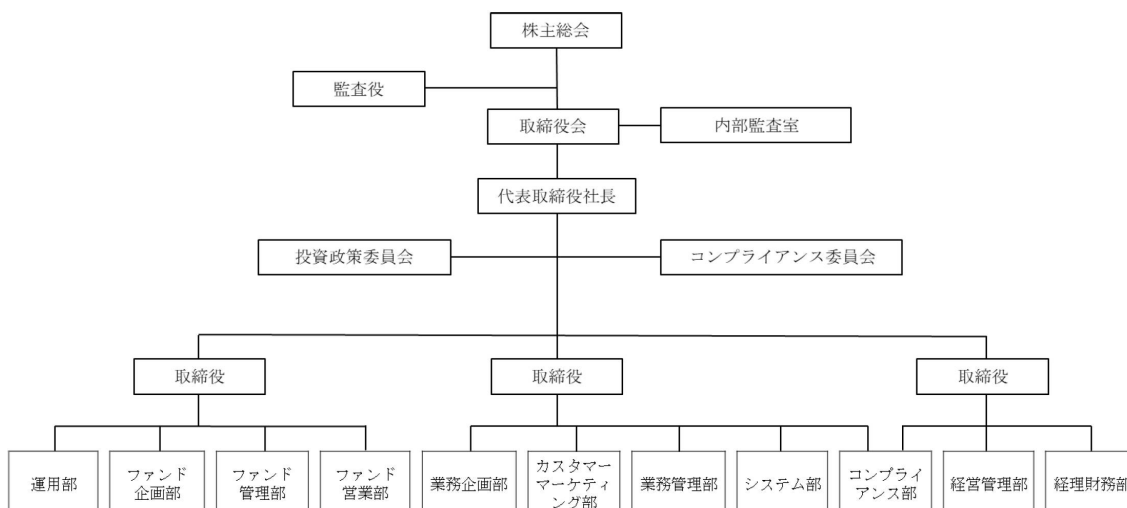 株主総会
監査役
取締役会
内部監査室
代表取締役社長
投資政策委員会
コンプライアンス委員会
取締役
取締役
取締役
運用部
ファンド
企画部
ファンド
管理部
ファンド
営業部
業務企画部
カスタマー
マーケティ
ング部
業務管理部
システム部
コンプライ
アンス部
経営管理部
経理財務部